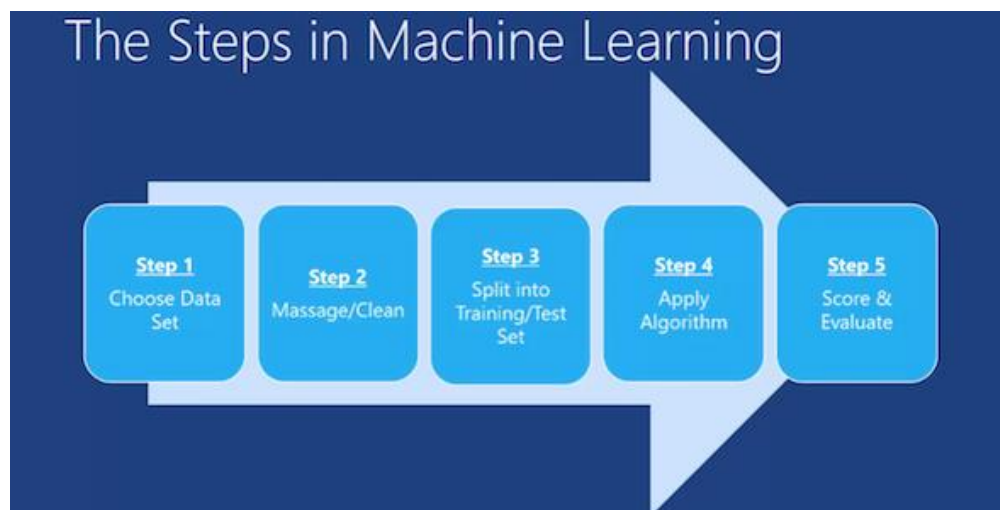 The Steps in Machine Learning
Step 1
Choose Data
Set
Step 2
Massage/Clean
Step 3
Split into
Training/Test
Set
Step 4
Apply
Algorithm
Step 5
Score &
Evaluate